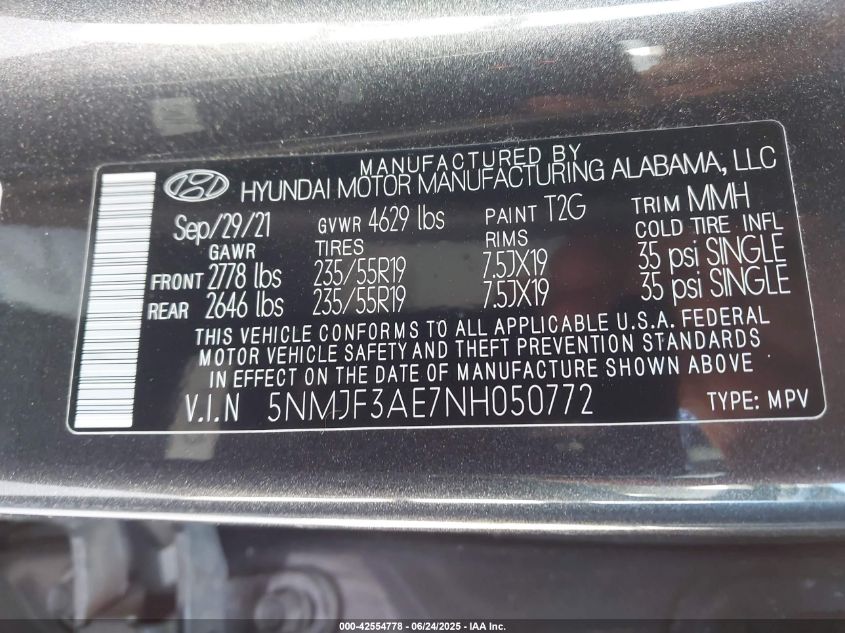 MANUFACTURED BY
HYUNDAI MOTOR MANUFACTURING ALABAMA, LLC
Sep/29/21 GVWR 4629 lbs PAINT T2G TRIM MMH
GAWR TIRES RIMS COLD TIRE INFL
FRONT 2778 lbs 235/55R19 7.5JX19 35 psi SINGLE
REAR 2646 lbs 235/55R19 7.5JX19 35 psi SINGLE
THIS VEHICLE CONFORMS TO ALL APPLICABLE U.S.A. FEDERAL
MOTOR VEHICLE SAFETY AND THEFT PREVENTION STANDARDS
IN EFFECT ON THE DATE OF MANUFACTURE SHOWN ABOVE
V.I.N 5NMJF3AE7NH050772 TYPE: MPV
000-42554778 - 06/24/2025 - IAA Inc.